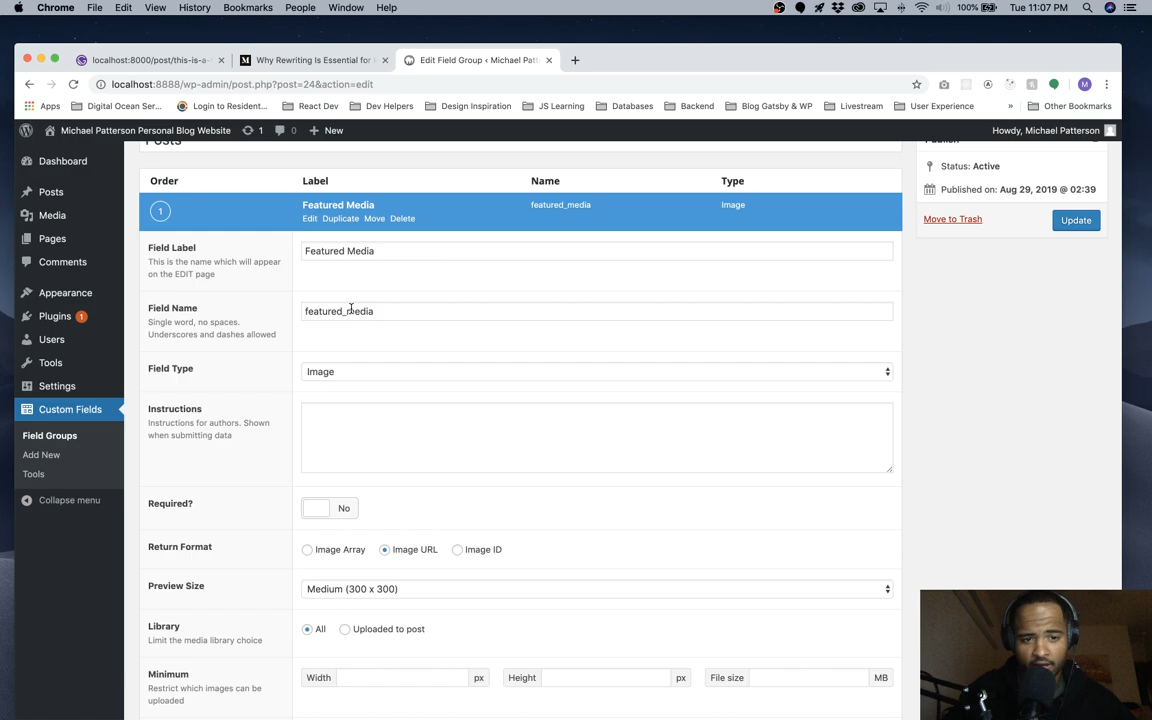 Chrome File Edit View History Bookmarks People Window Help 100% Tue 11:07 PM
localhost:8000/post/this-is-a- Why Rewriting Is Essential for Edit Field Group ‹ Michael Patt
localhost:8888/wp-admin/post.php?post=24&action=edit
Apps Digital Ocean Ser... Login to Resident... React Dev Dev Helpers Design Inspiration JS Learning Databases Backend Blog Gatsby & WP Livestream User Experience » Other Bookmarks
Michael Patterson Personal Blog Website 1 0 New Howdy, Michael Patterson
Dashboard
Posts
Media
Pages
Comments
Appearance
Plugins 1
Users
Tools
Settings
Custom Fields
Field Groups
Add New
Tools
Collapse menu
Posts
Order Label Name Type
1 Featured Media featured_media Image
Edit Duplicate Move Delete
Field Label Featured Media
This is the name which will appear
on the EDIT page
Field Name featured_media
Single word, no spaces.
Underscores and dashes allowed
Field Type Image
Instructions
Instructions for authors. Shown
when submitting data
Required? No
Return Format Image Array Image URL Image ID
Preview Size Medium (300 x 300)
Library All Uploaded to post
Limit the media library choice
Minimum Width px Height px File size MB
Restrict which images can be
uploaded
Publish
Status: Active
Published on: Aug 29, 2019 @ 02:39
Move to Trash Update